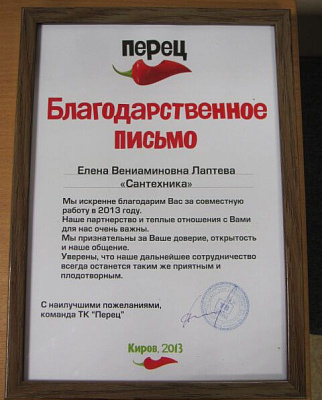 перец
Благодарственное
письмо
Елена Вениаминовна Лаптева
«Сантехника»
Мы искренне благодарим Вас за совместную
работу в 2013 году.
Наше партнерство и теплые отношения с Вами
для нас очень важны.
Мы признательны за Ваше доверие, открытость
и наше общение.
Уверены, что наше дальнейшее сотрудничество
всегда останется таким же приятным и
плодотворным.
С наилучшими пожеланиями,
команда ТК "Перец"
Киров, 2013